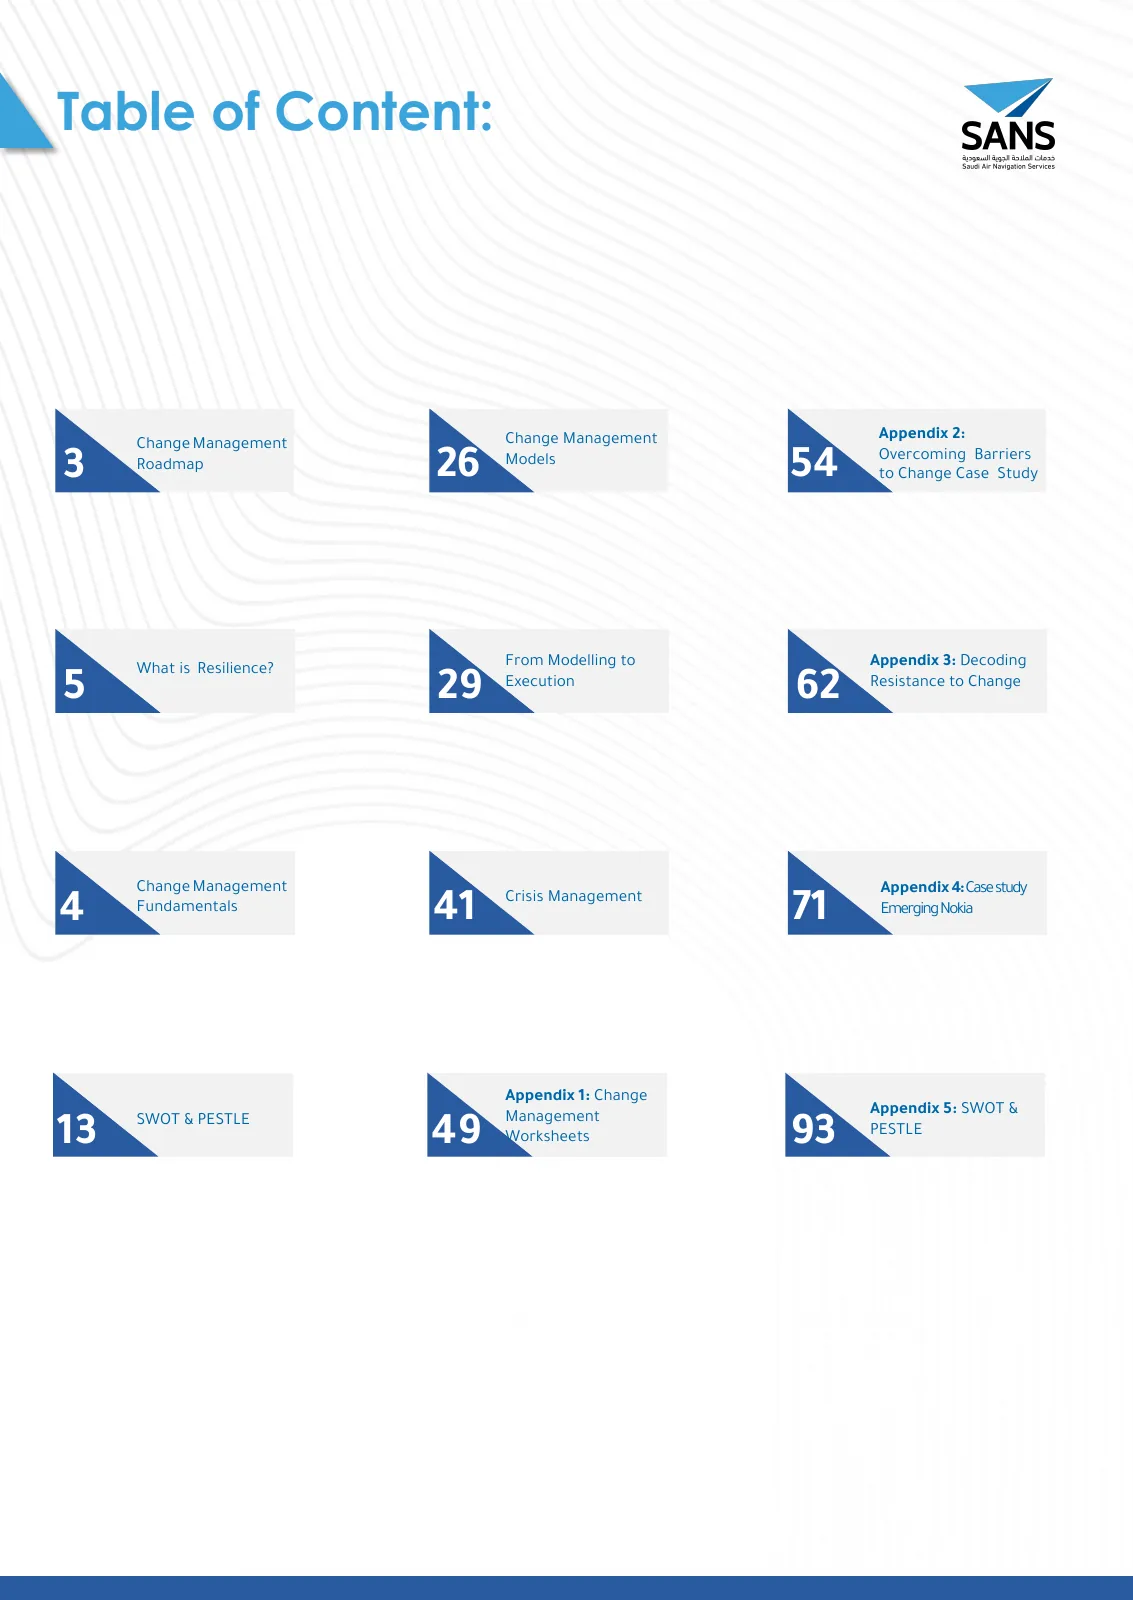 Table of Content:
SANS
خدمات الملاحة الجوية السعودية
Saudi Air Navigation Services
3
Change Management
Roadmap
5
What is Resilience?
4
Change Management
Fundamentals
13
SWOT & PESTLE
26
Change Management
Models
29
From Modelling to
Execution
41
Crisis Management
49
Appendix 1: Change
Management
Worksheets
54
Appendix 2:
Overcoming Barriers
to Change Case Study
62
Appendix 3: Decoding
Resistance to Change
71
Appendix 4: Case study
Emerging Nokia
93
Appendix 5: SWOT &
PESTLE